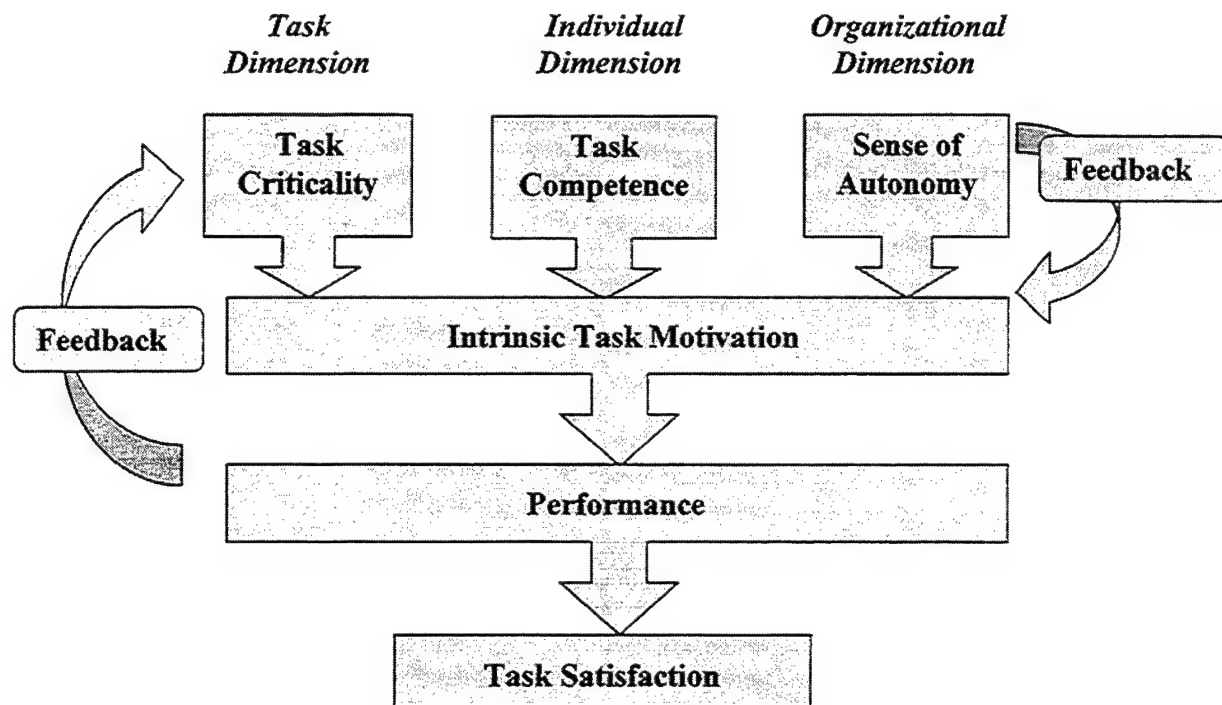 Task
Dimension
Individual
Dimension
Organizational
Dimension
Task
Criticality
Task
Competence
Sense of
Autonomy
Feedback
Feedback
Intrinsic Task Motivation
Performance
Task Satisfaction